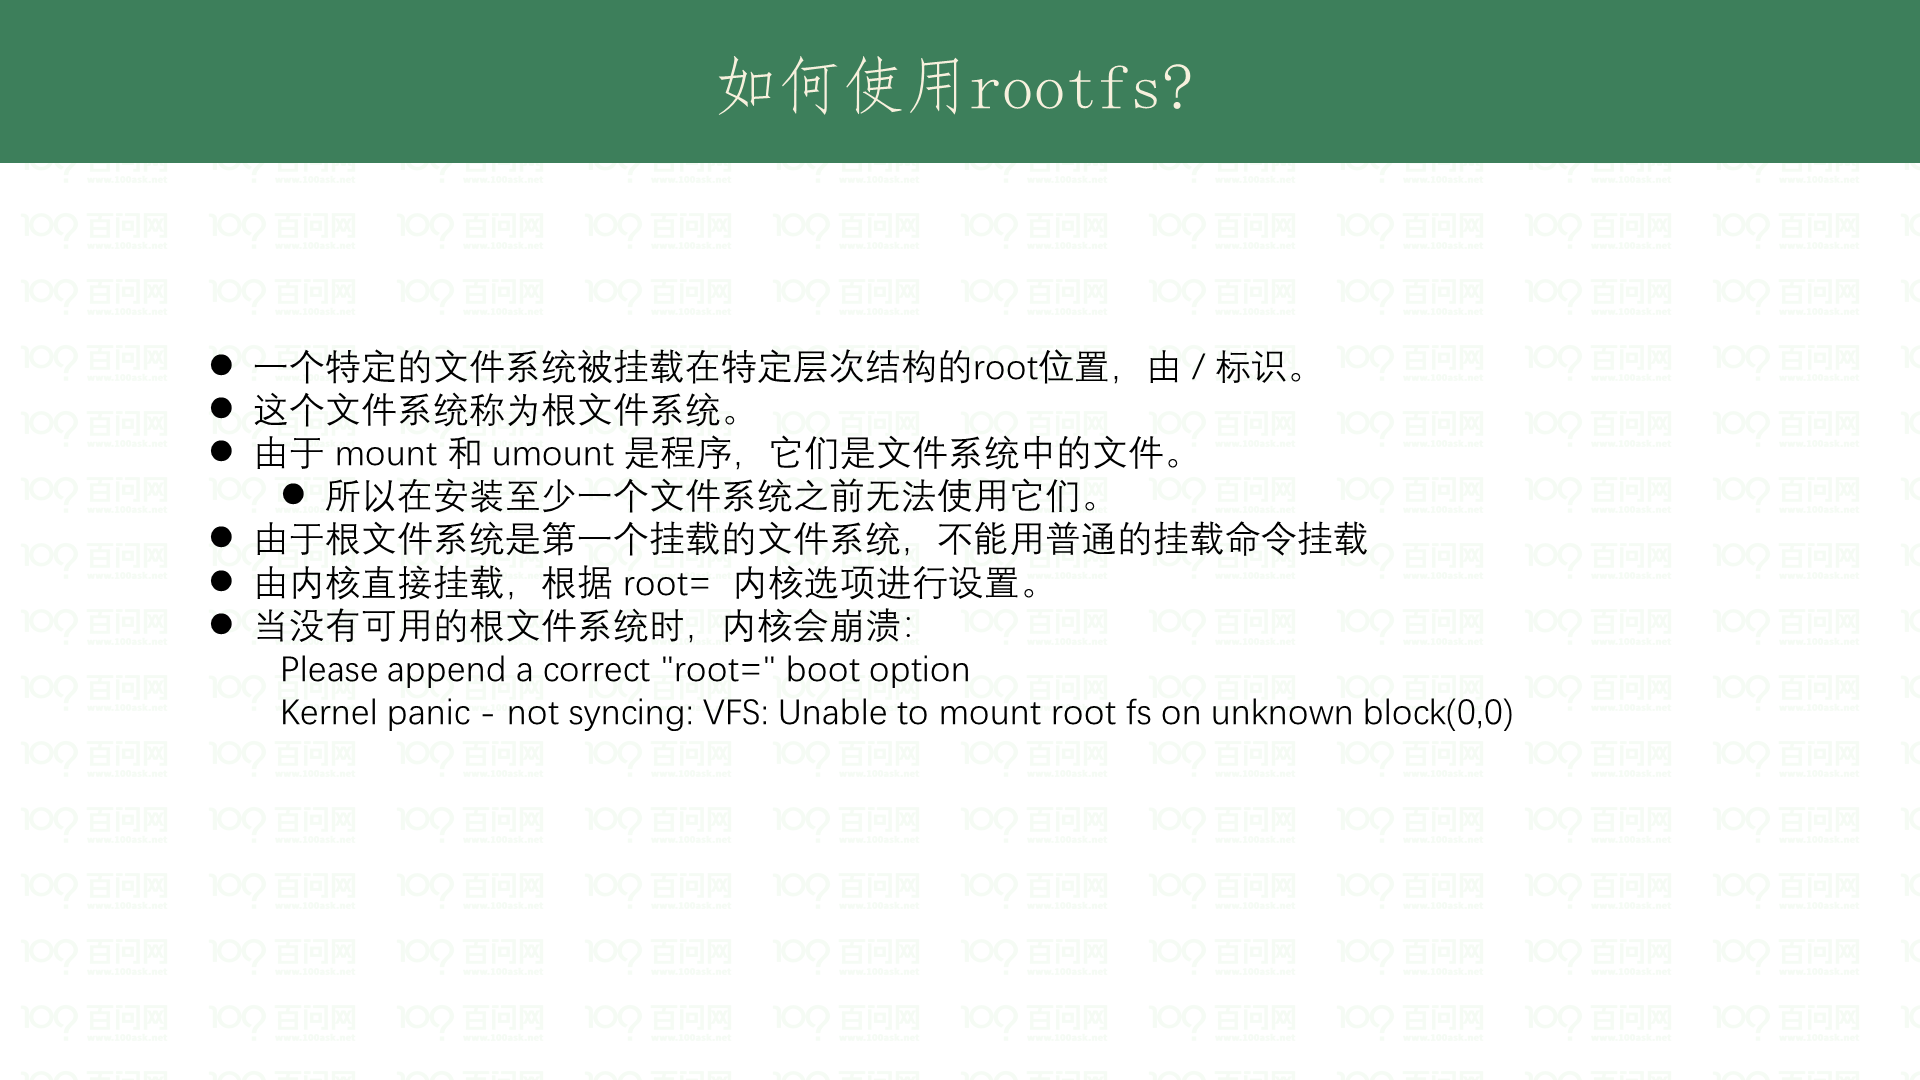 如何使用rootfs?
● 一个特定的文件系统被挂载在特定层次结构的root位置，由 / 标识。
● 这个文件系统称为根文件系统。
● 由于 mount 和 umount 是程序，它们是文件系统中的文件。
● 所以在安装至少一个文件系统之前无法使用它们。
● 由于根文件系统是第一个挂载的文件系统，不能用普通的挂载命令挂载
● 由内核直接挂载，根据 root= 内核选项进行设置。
● 当没有可用的根文件系统时，内核会崩溃：
Please append a correct "root=" boot option
Kernel panic - not syncing: VFS: Unable to mount root fs on unknown block(0,0)
百问网
www.100ask.net